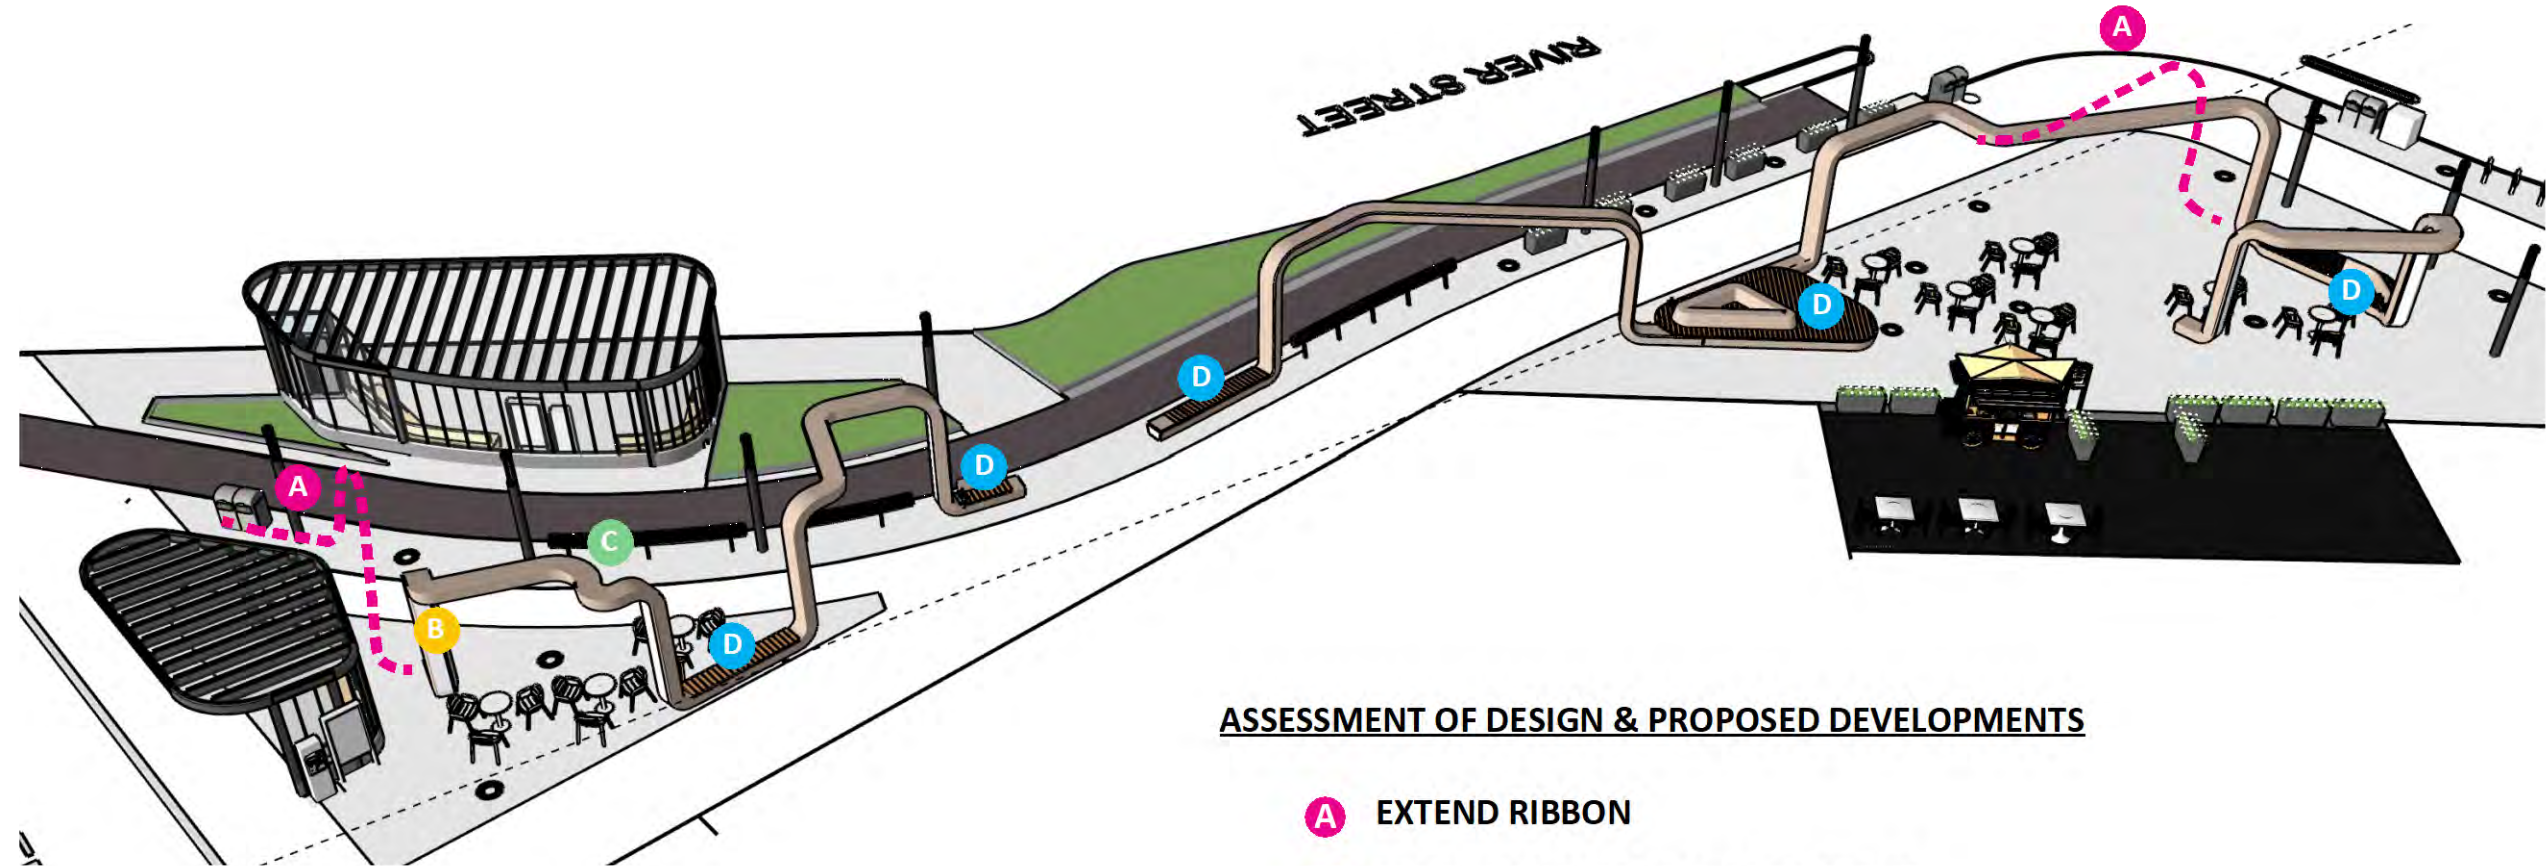 A
RIVER STREET
D
D
D
D
A
C
B
D
ASSESSMENT OF DESIGN & PROPOSED DEVELOPMENTS
A EXTEND RIBBON